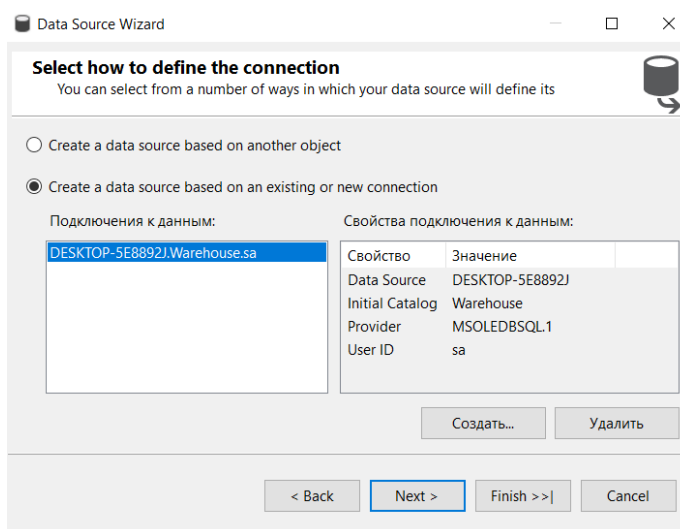 Data Source Wizard
Select how to define the connection
You can select from a number of ways in which your data source will define its
Create a data source based on another object
Create a data source based on an existing or new connection
Подключения к данным:
DESKTOP-5E8892J.Warehouse.sa
Свойства подключения к данным:
Свойство Значение
Data Source DESKTOP-5E8892J
Initial Catalog Warehouse
Provider MSOLEDBSQL.1
User ID sa
Создать... Удалить
< Back Next > Finish >>| Cancel